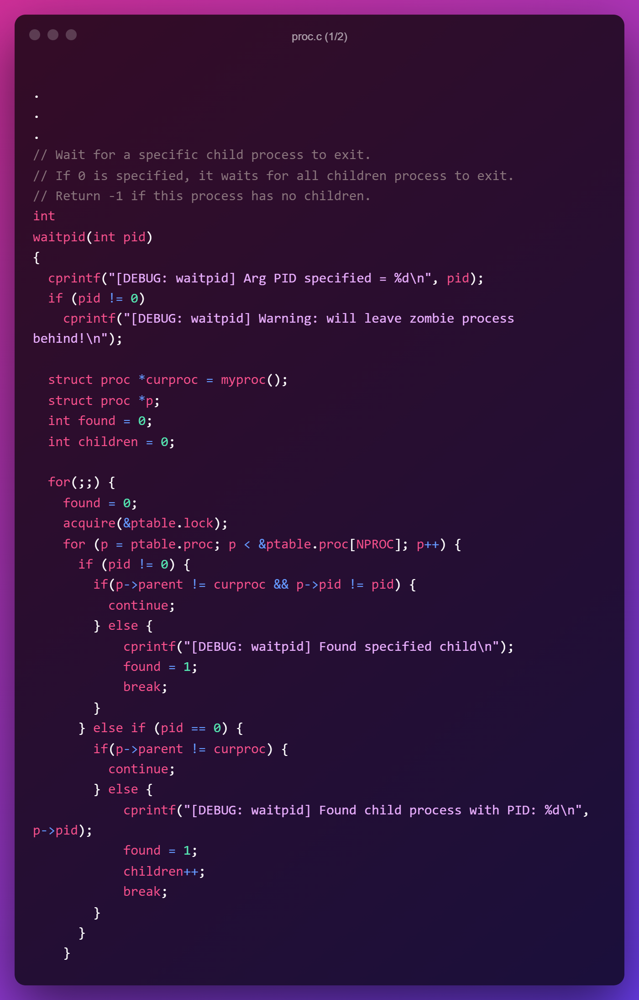 proc.c (1/2)
.
.
.
// Wait for a specific child process to exit.
// If 0 is specified, it waits for all children process to exit.
// Return -1 if this process has no children.
int
waitpid(int pid)
{
  cprintf("[DEBUG: waitpid] Arg PID specified = %d\n", pid);
  if (pid != 0)
    cprintf("[DEBUG: waitpid] Warning: will leave zombie process
behind!\n");

  struct proc *curproc = myproc();
  struct proc *p;
  int found = 0;
  int children = 0;

  for(;;) {
    found = 0;
    acquire(&ptable.lock);
    for (p = ptable.proc; p < &ptable.proc[NPROC]; p++) {
      if (pid != 0) {
        if(p->parent != curproc && p->pid != pid) {
          continue;
        } else {
            cprintf("[DEBUG: waitpid] Found specified child\n");
            found = 1;
            break;
        }
      } else if (pid == 0) {
        if(p->parent != curproc) {
          continue;
        } else {
            cprintf("[DEBUG: waitpid] Found child process with PID: %d\n",
p->pid);
            found = 1;
            children++;
            break;
        }
      }
    }